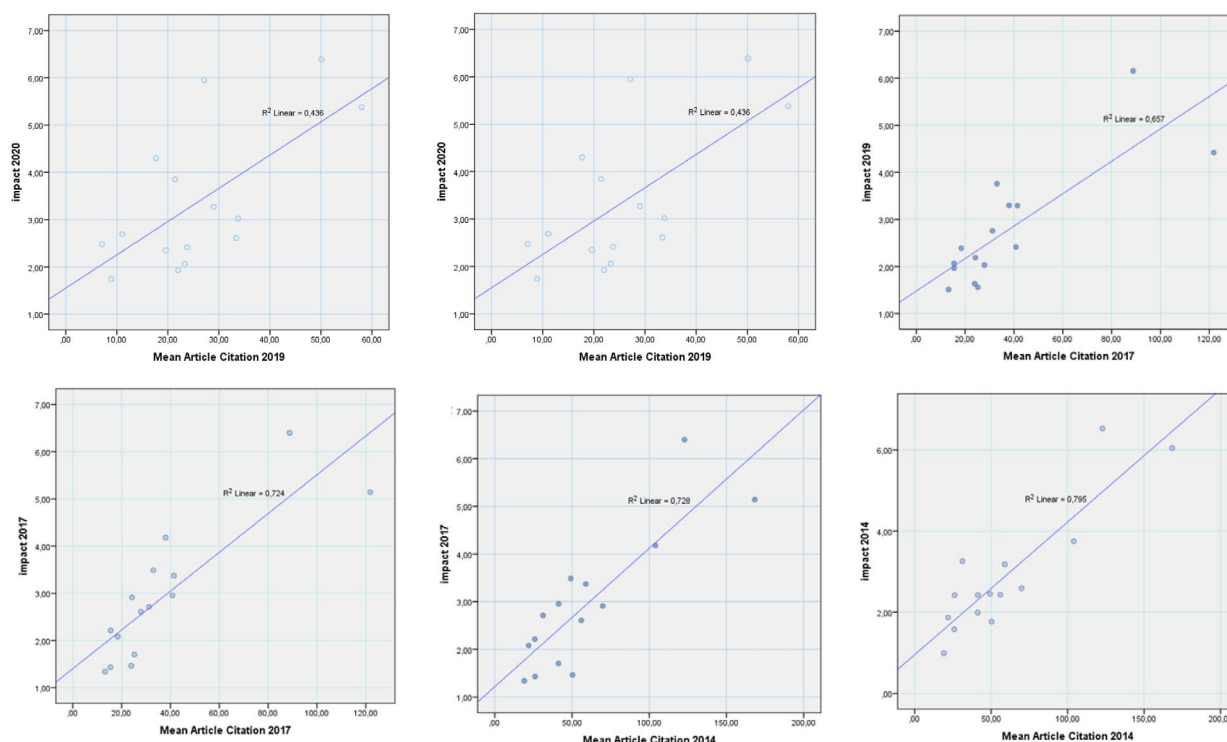 7,00
6,00
5,00
4,00
3,00
2,00
1,00
impact 2020
R² Linear = 0,436
,00 10,00 20,00 30,00 40,00 50,00 60,00
Mean Article Citation 2019
7,00
6,00
5,00
4,00
3,00
2,00
1,00
impact 2020
R² Linear = 0,436
,00 10,00 20,00 30,00 40,00 50,00 60,00
Mean Article Citation 2019
7,00
6,00
5,00
4,00
3,00
2,00
1,00
impact 2019
R² Linear = 0,657
,00 20,00 40,00 60,00 80,00 100,00 120,00
Mean Article Citation 2017
7,00
6,00
5,00
4,00
3,00
2,00
1,00
impact 2017
R² Linear = 0,724
,00 20,00 40,00 60,00 80,00 100,00 120,00
Mean Article Citation 2017
7,00
6,00
5,00
4,00
3,00
2,00
1,00
impact 2017
R² Linear = 0,728
,00 50,00 100,00 150,00 200,00
Mean Article Citation 2014
6,00
4,00
2,00
,00
impact 2014
R² Linear = 0,795
,00 50,00 100,00 150,00 200,00
Mean Article Citation 2014